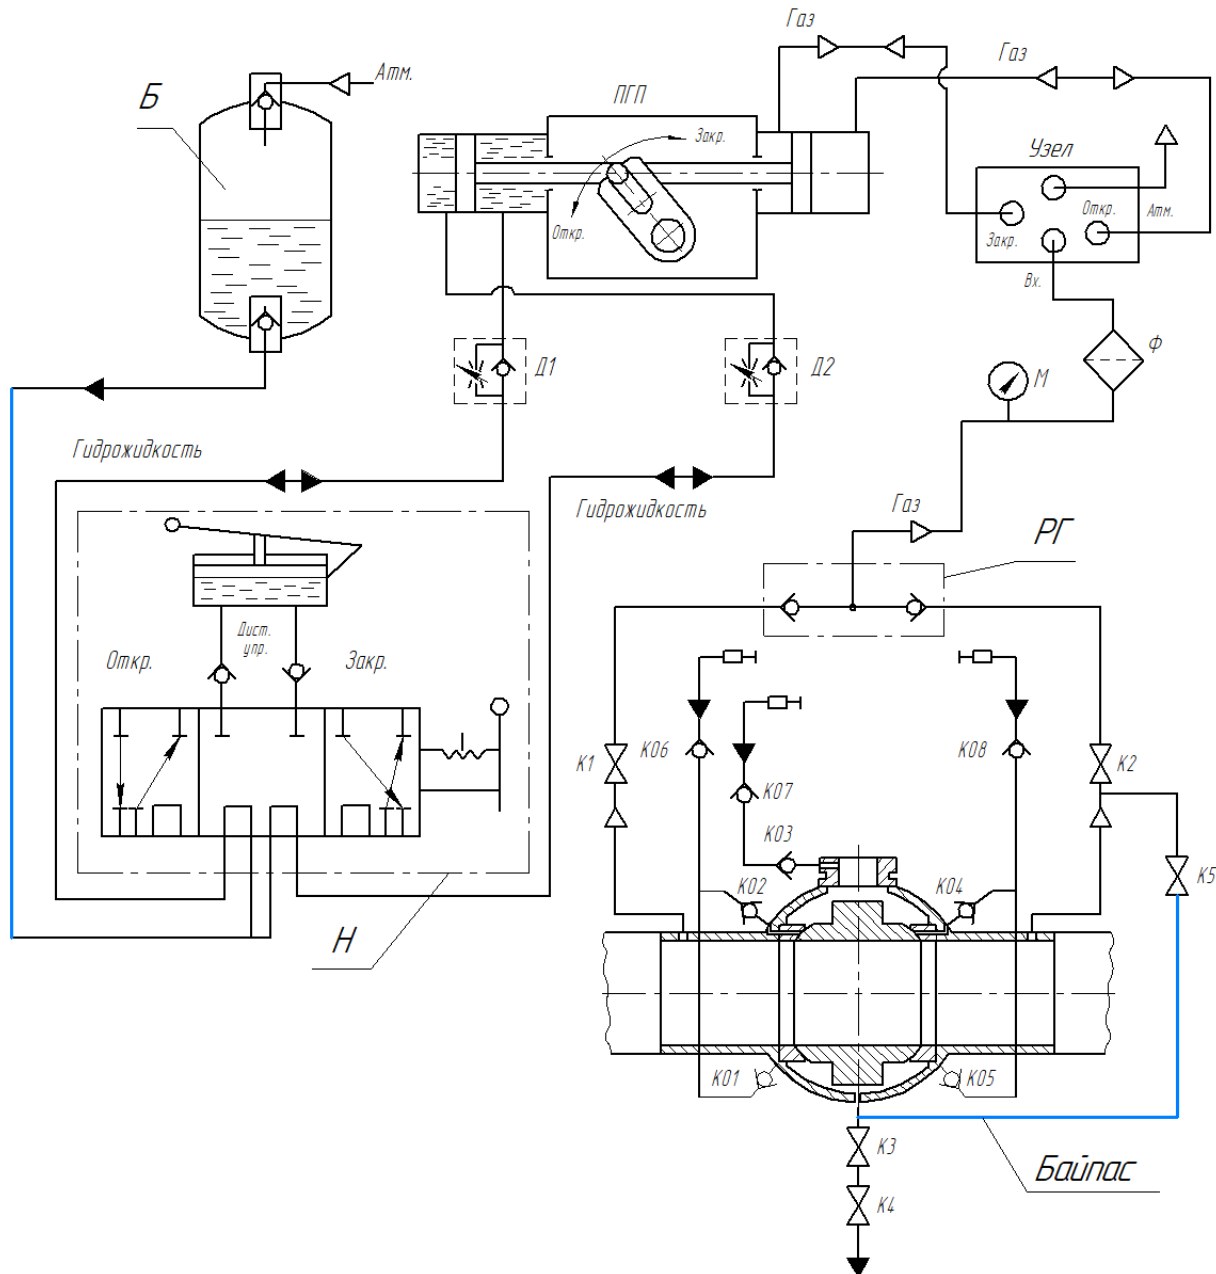 Газ
Атм.
Газ
Б
ПГП
Закр.
Узел
Откр.
Атм.
Закр.
Откр.
Вх.
Ф
Д1
Д2
М
Гидрожидкость
Гидрожидкость
Газ
РГ
Дист.
упр.
Откр.
Закр.
К1
К06
К08
К2
К07
К03
К5
К02
К04
Н
К01
К05
К3
Байпас
К4